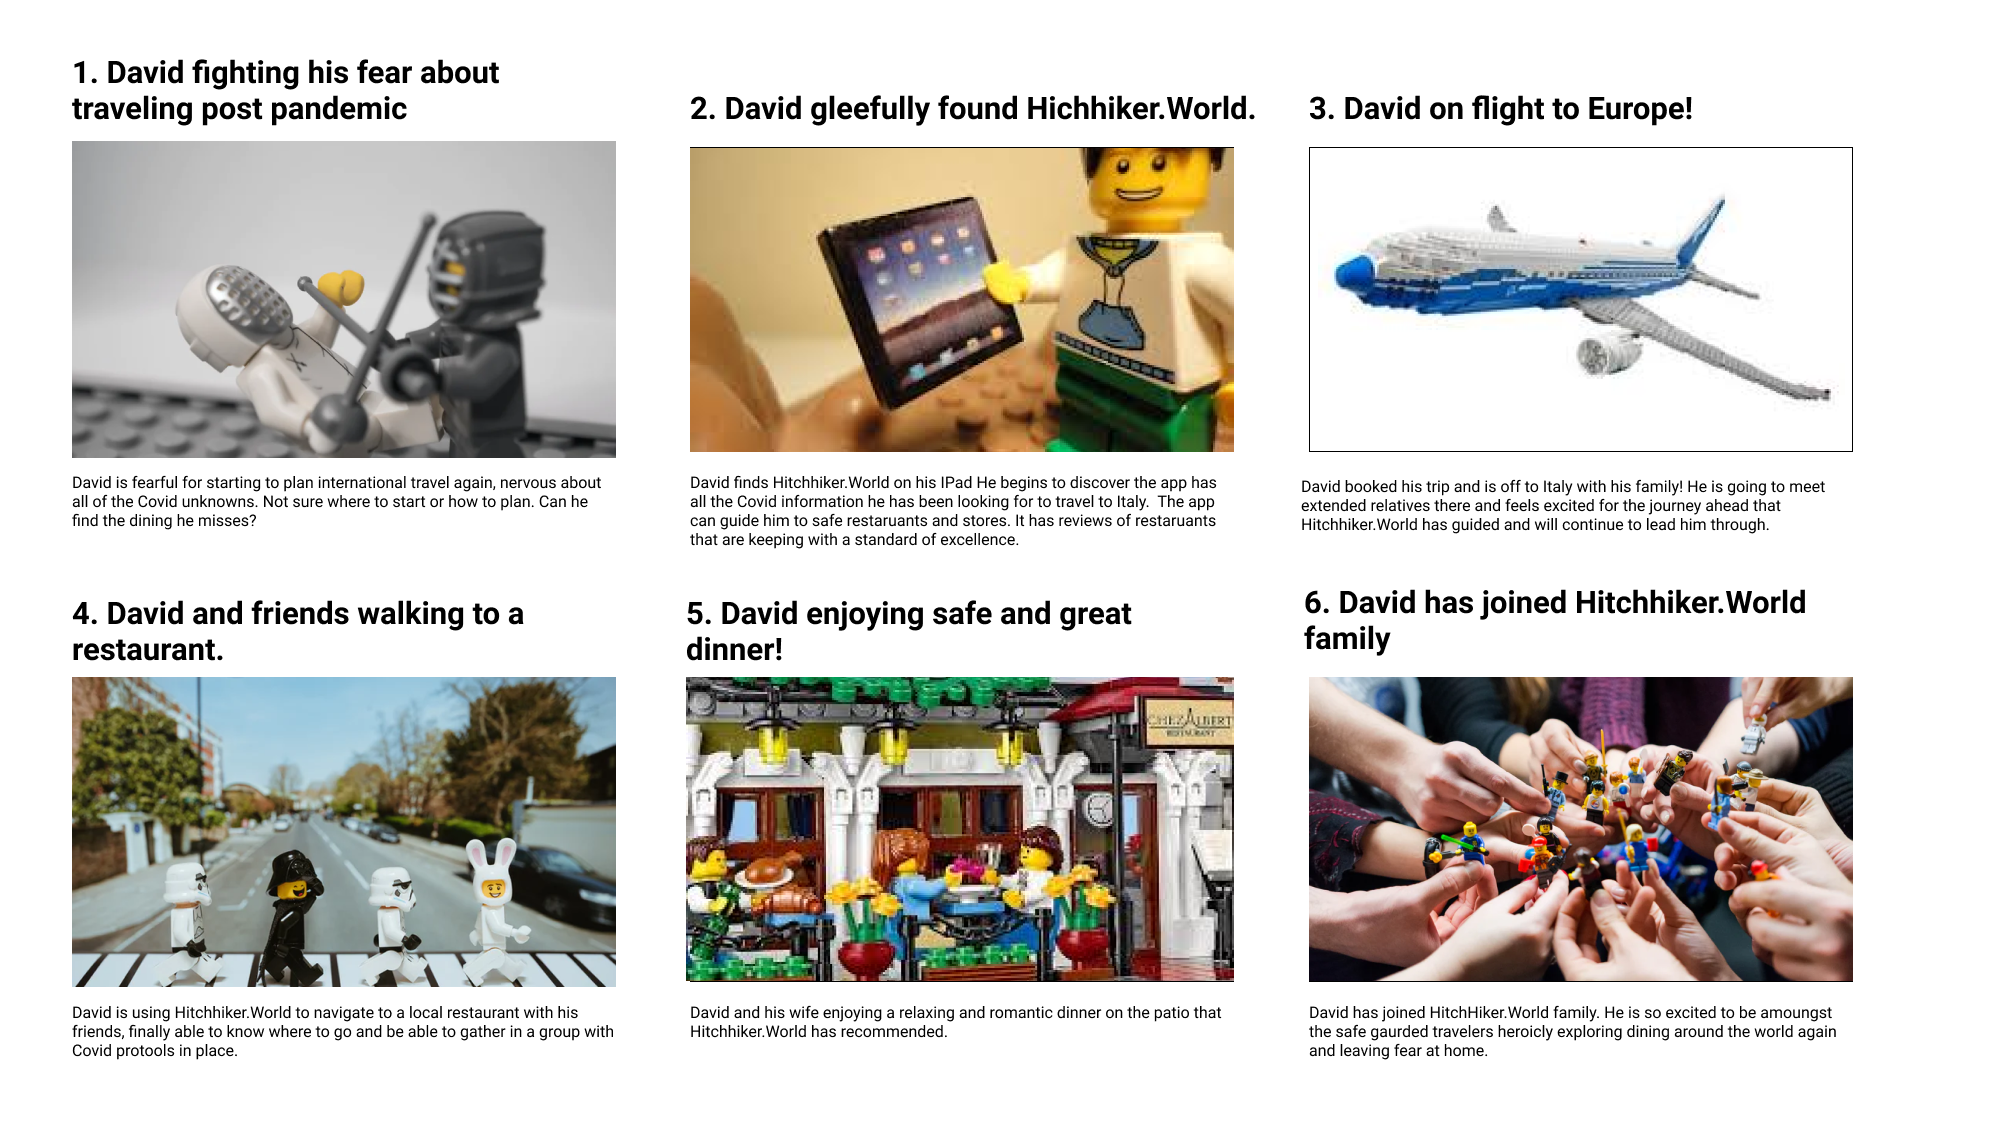 1. David fighting his fear about
traveling post pandemic
David is fearful for starting to plan international travel again, nervous about
all of the Covid unknowns. Not sure where to start or how to plan. Can he
find the dining he misses?
2. David gleefully found Hichhiker.World.
David finds Hitchhiker.World on his IPad He begins to discover the app has
all the Covid information he has been looking for to travel to Italy.  The app
can guide him to safe restaruants and stores. It has reviews of restaruants
that are keeping with a standard of excellence.
3. David on flight to Europe!
David booked his trip and is off to Italy with his family! He is going to meet
extended relatives there and feels excited for the journey ahead that
Hitchhiker.World has guided and will continue to lead him through.
4. David and friends walking to a
restaurant.
David is using Hitchhiker.World to navigate to a local restaurant with his
friends, finally able to know where to go and be able to gather in a group with
Covid protools in place.
5. David enjoying safe and great
dinner!
CHEZ ALBERT
RESTAURANT
David and his wife enjoying a relaxing and romantic dinner on the patio that
Hitchhiker.World has recommended.
6. David has joined Hitchhiker.World
family
David has joined HitchHiker.World family. He is so excited to be amoungst
the safe gaurded travelers heroicly exploring dining around the world again
and leaving fear at home.